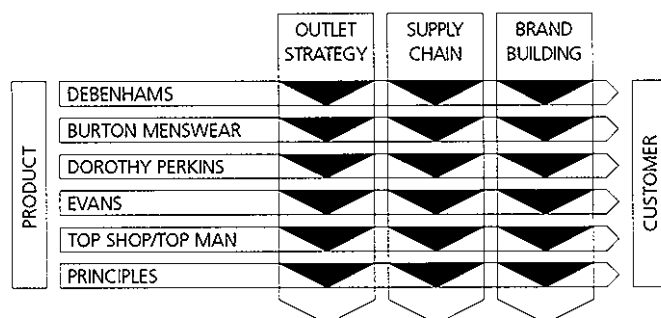 OUTLET
STRATEGY
SUPPLY
CHAIN
BRAND
BUILDING
PRODUCT
DEBENHAMS
BURTON MENSWEAR
DOROTHY PERKINS
EVANS
TOP SHOP/TOP MAN
PRINCIPLES
CUSTOMER